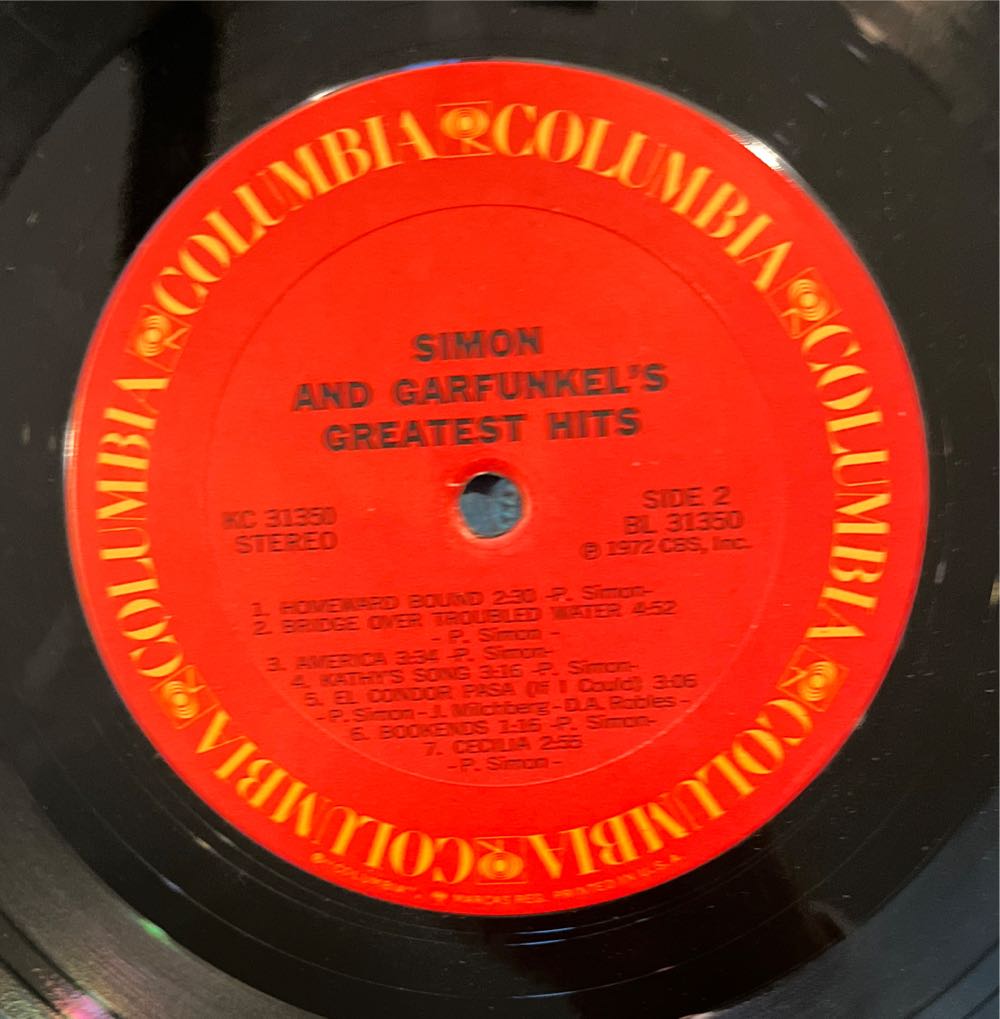 COLUMBIA COLUMBIA COLUMBIA COLUMBIA COLUMBIA COLUMBIA
SIMON
AND GARFUNKEL'S
GREATEST HITS
KC 31350
STEREO
SIDE 2
BL 31350
℗ 1972 CBS, Inc.
1. HOMEWARD BOUND 2:30 -P. Simon-
2. BRIDGE OVER TROUBLED WATER 4:52
- P. Simon -
3. AMERICA 3:34 -P. Simon-
4. KATHY'S SONG 3:16 -P. Simon-
5. EL CONDOR PASA (If I Could) 3:06
-P. Simon - J. Milchberg - D.A. Robles -
6. BOOKENDS 1:16 -P. Simon-
7. CECILIA 2:55
-P. Simon -
"COLUMBIA", MARCAS REG. PRINTED IN U.S.A.